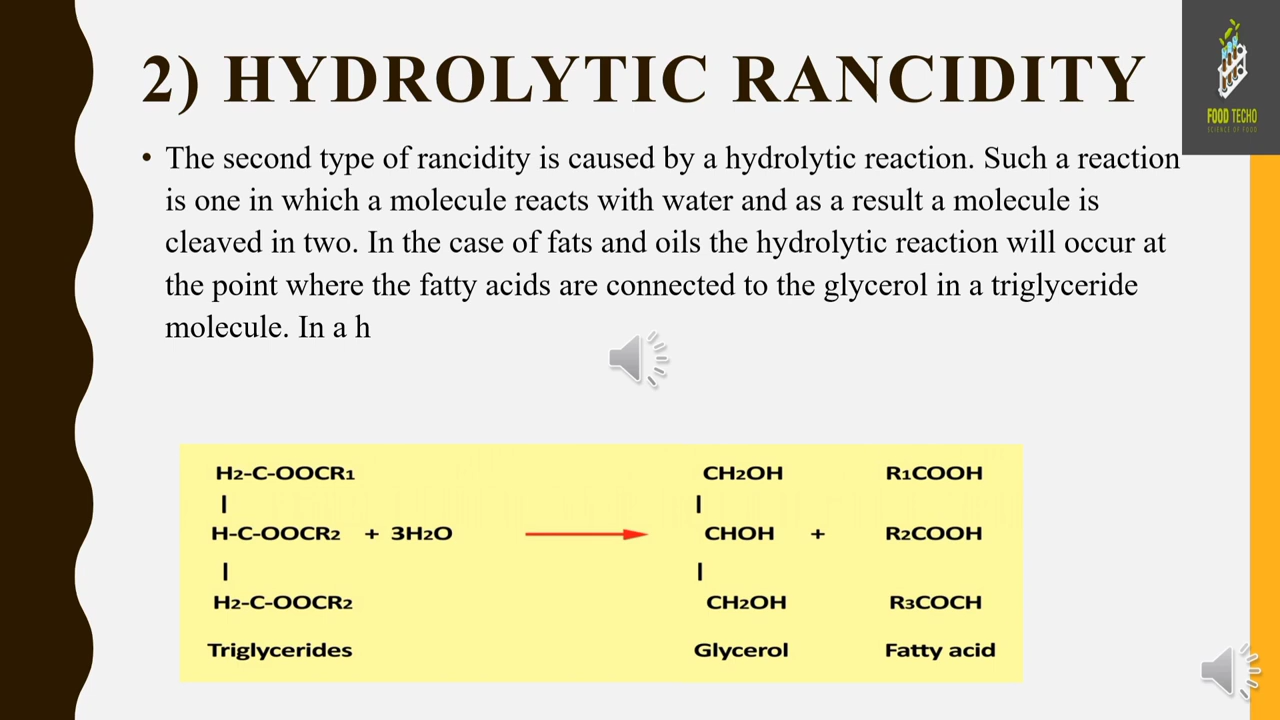 2) HYDROLYTIC RANCIDITY
FOOD TECHO
SCIENCE OF FOOD
• The second type of rancidity is caused by a hydrolytic reaction. Such a reaction
is one in which a molecule reacts with water and as a result a molecule is
cleaved in two. In the case of fats and oils the hydrolytic reaction will occur at
the point where the fatty acids are connected to the glycerol in a triglyceride
molecule. In a h
H2-C-OOCR1 CH2OH R1COOH
| |
H-C-OOCR2 + 3H2O CHOH + R2COOH
| |
H2-C-OOCR2 CH2OH R3COCH
Triglycerides Glycerol Fatty acid